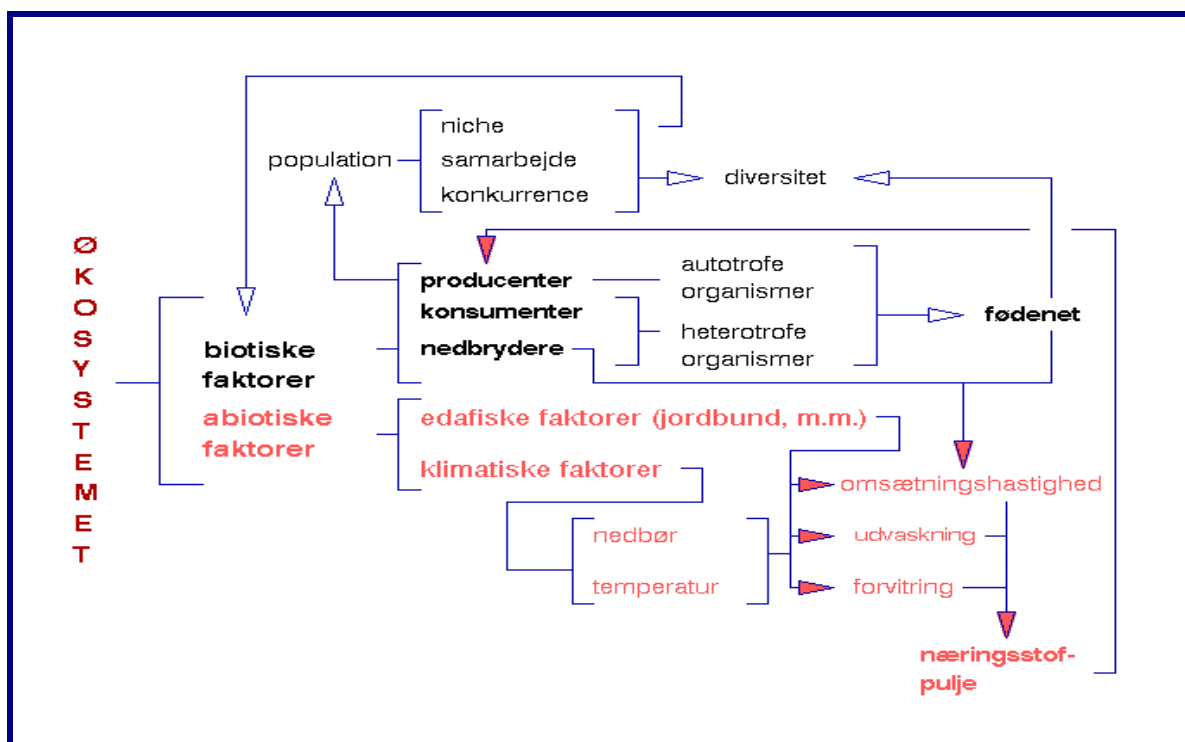 ØKOSYSTEMET
niche
population
samarbejde
konkurrence
diversitet
producenter
autotrofe
organismer
konsumenter
fødenet
nedbrydere
heterotrofe
organismer
biotiske
faktorer
abiotiske
faktorer
edafiske faktorer (jordbund, m.m.)
klimatiske faktorer
omsætningshastighed
nedbør
udvaskning
temperatur
forvitring
næringsstof-
pulje